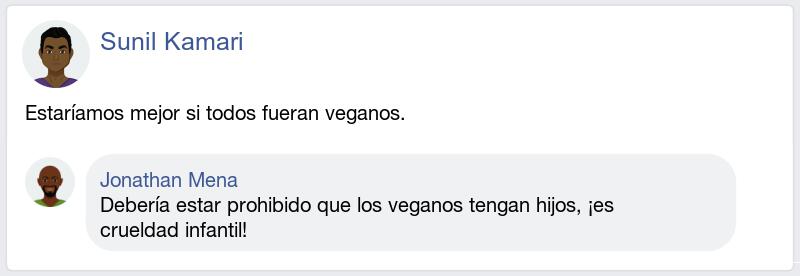 Sunil Kamari
Estaríamos mejor si todos fueran veganos.
Jonathan Mena
Debería estar prohibido que los veganos tengan hijos, ¡es
crueldad infantil!